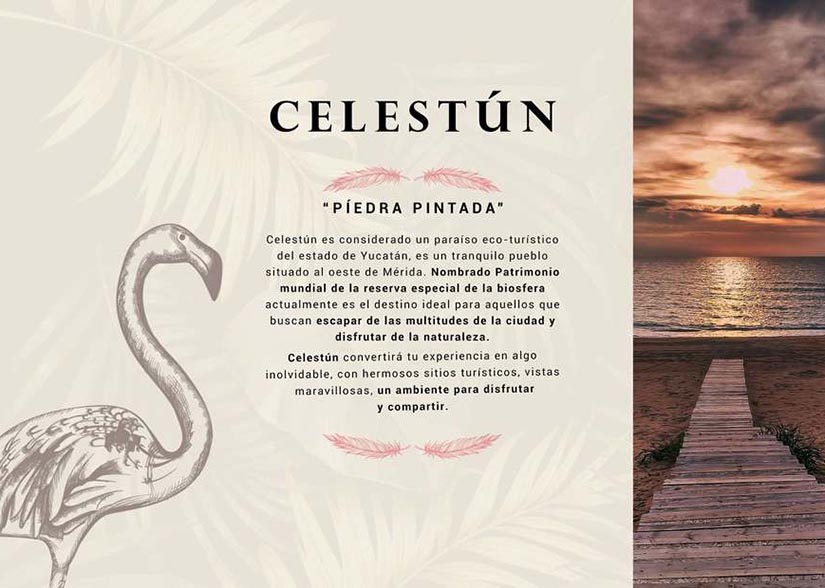 CELESTÚN
“PÍEDRA PINTADA”
Celestún es considerado un paraíso eco-turístico
del estado de Yucatán, es un tranquilo pueblo
situado al oeste de Mérida. Nombrado Patrimonio
mundial de la reserva especial de la biosfera
actualmente es el destino ideal para aquellos que
buscan escapar de las multitudes de la ciudad y
disfrutar de la naturaleza.
Celestún convertirá tu experiencia en algo
inolvidable, con hermosos sitios turísticos, vistas
maravillosas, un ambiente para disfrutar
y compartir.